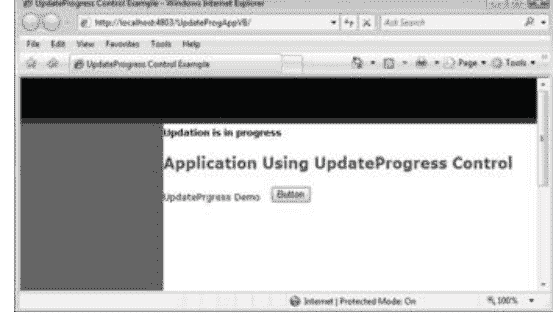 UpdateProgress Control Example - Windows Internet Explorer
http://localhost:4803/UpdateProgAppVB/
Ask Search
File Edit View Favorites Tools Help
UpdateProgress Control Example
Page Tools
Updation is in progress
Application Using UpdateProgress Control
UpdatePrgress Demo Button
Internet | Protected Mode: On
100%